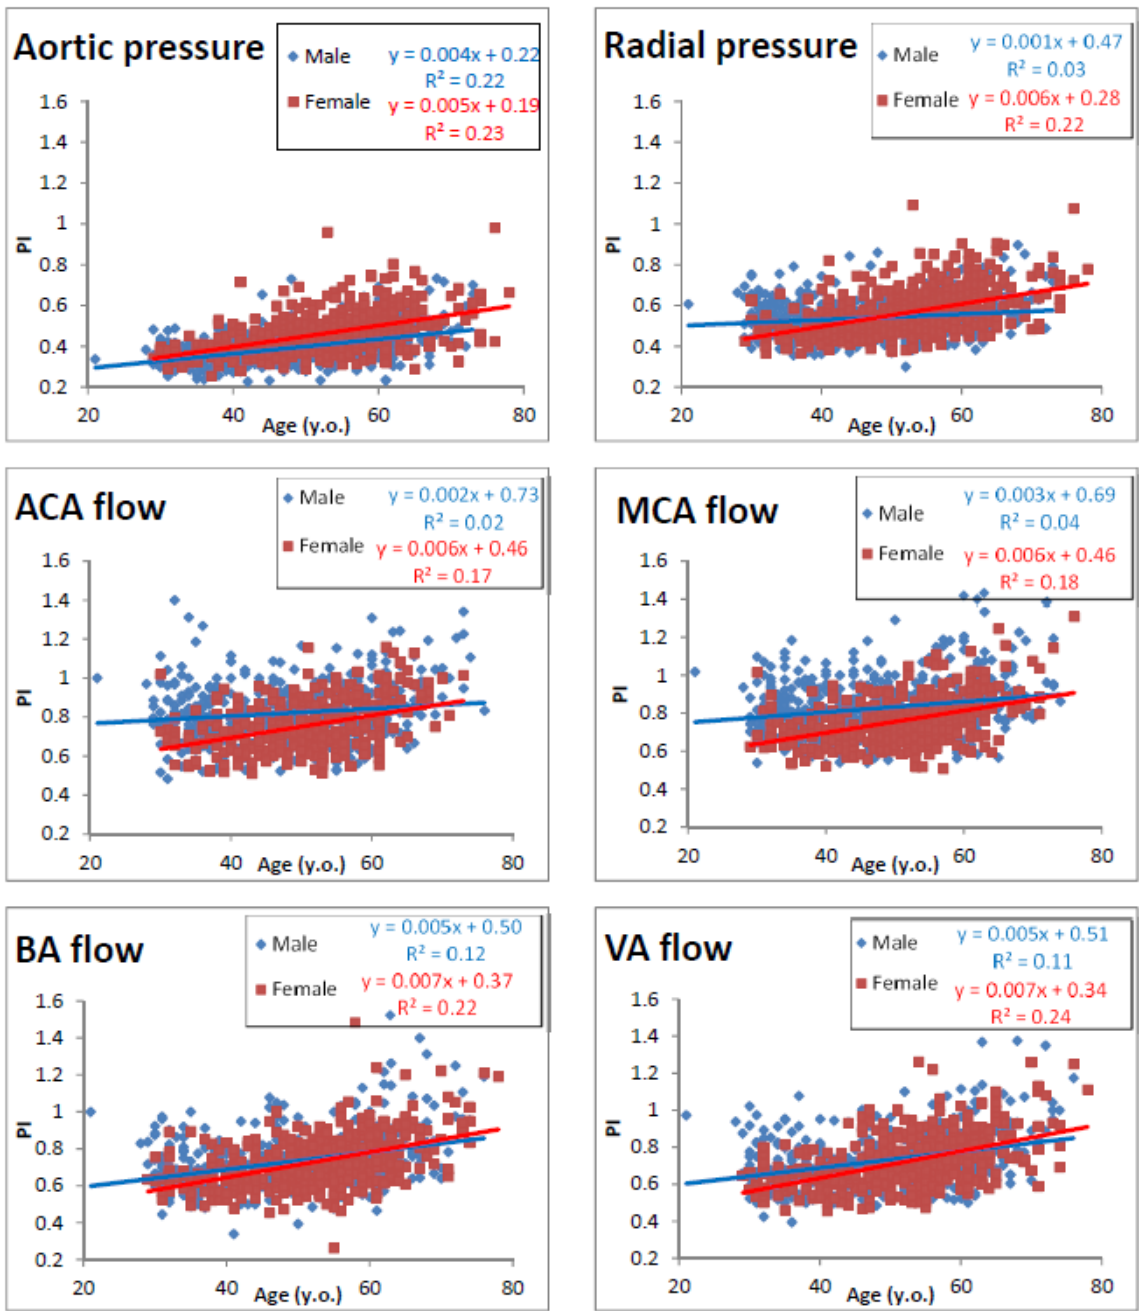 Aortic pressure
Male y = 0.004x + 0.22
R² = 0.22
Female y = 0.005x + 0.19
R² = 0.23
1.6
1.4
1.2
1
0.8
0.6
0.4
0.2
PI
20 40 60 80
Age (y.o.)
Radial pressure
Male y = 0.001x + 0.47
R² = 0.03
Female y = 0.006x + 0.28
R² = 0.22
1.6
1.4
1.2
1
0.8
0.6
0.4
0.2
PI
20 40 60 80
Age (y.o.)
ACA flow
Male y = 0.002x + 0.73
R² = 0.02
Female y = 0.006x + 0.46
R² = 0.17
1.6
1.4
1.2
1
0.8
0.6
0.4
0.2
PI
20 40 60 80
Age (y.o.)
MCA flow
Male y = 0.003x + 0.69
R² = 0.04
Female y = 0.006x + 0.46
R² = 0.18
1.6
1.4
1.2
1
0.8
0.6
0.4
0.2
PI
20 40 60 80
Age (y.o.)
BA flow
Male y = 0.005x + 0.50
R² = 0.12
Female y = 0.007x + 0.37
R² = 0.22
1.6
1.4
1.2
1
0.8
0.6
0.4
0.2
PI
20 40 60 80
Age (y.o.)
VA flow
Male y = 0.005x + 0.51
R² = 0.11
Female y = 0.007x + 0.34
R² = 0.24
1.6
1.4
1.2
1
0.8
0.6
0.4
0.2
PI
20 40 60 80
Age (y.o.)